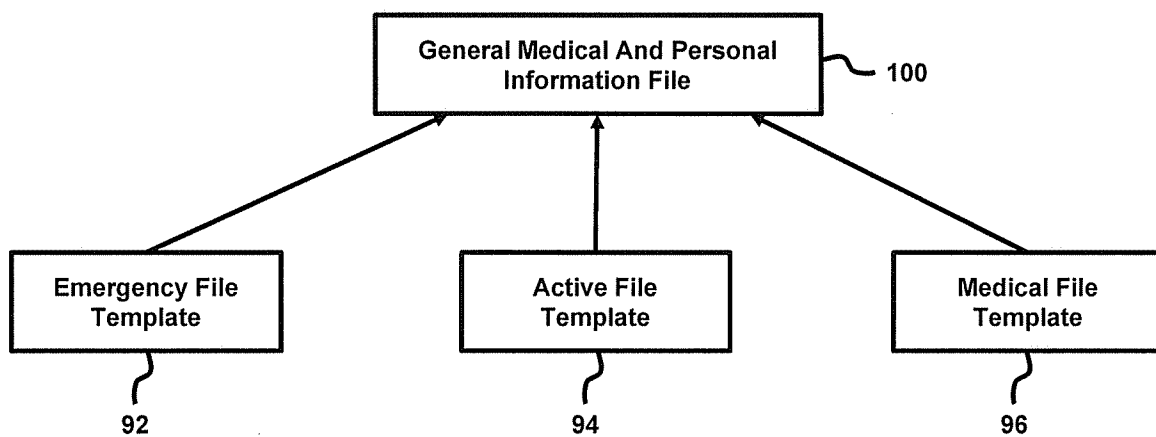 General Medical And Personal
Information File
100
Emergency File
Template
Active File
Template
Medical File
Template
92
94
96